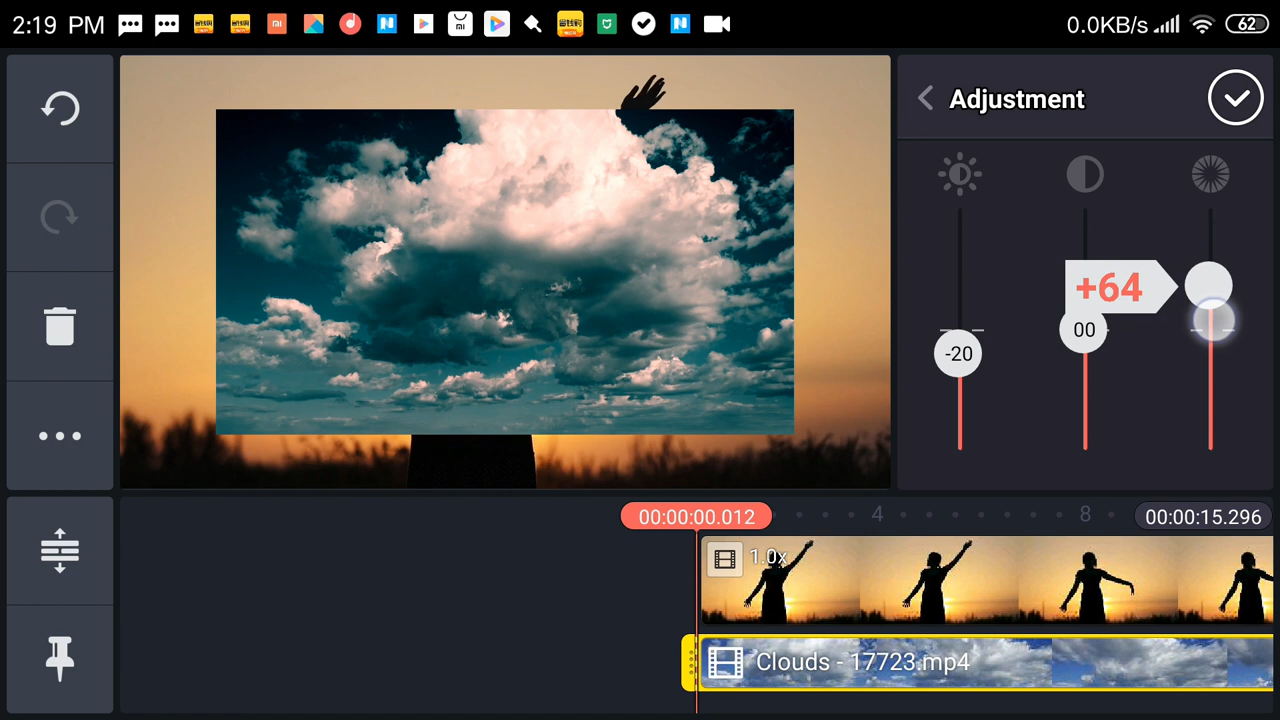 2:19 PM
0.0KB/s
62
Adjustment
+64
00
-20
00:00:00.012
4
8
00:00:15.296
1.0x
Clouds - 17723.mp4